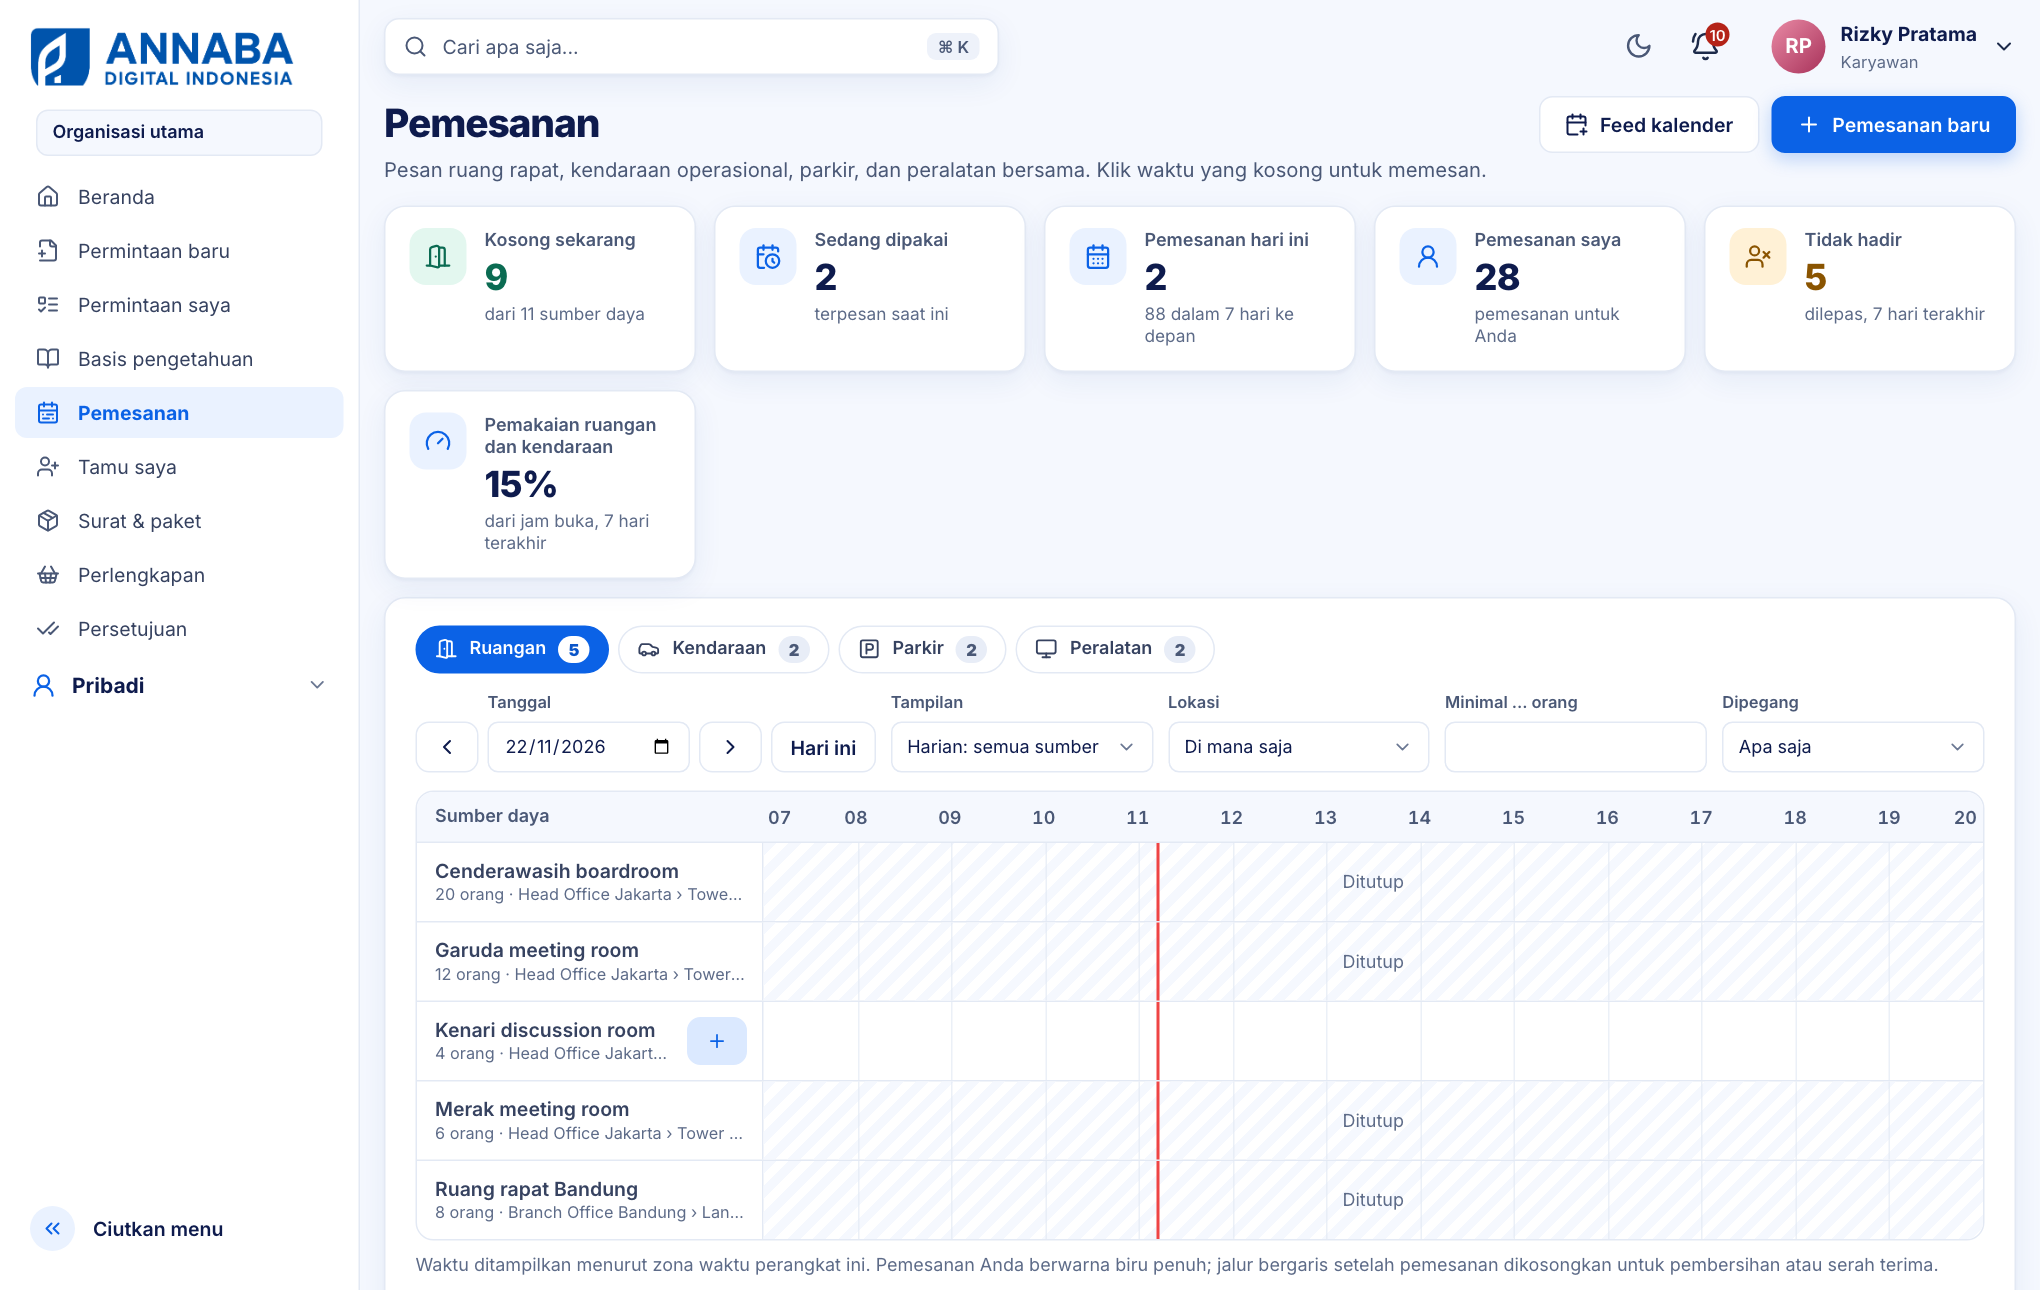 ANNABA
DIGITAL INDONESIA
Organisasi utama
Beranda
Permintaan baru
Permintaan saya
Basis pengetahuan
Pemesanan
Tamu saya
Surat & paket
Perlengkapan
Persetujuan
Pribadi
Ciutkan menu
Cari apa saja...
⌘ K
10
RP
Rizky Pratama
Karyawan
Pemesanan
Pesan ruang rapat, kendaraan operasional, parkir, dan peralatan bersama. Klik waktu yang kosong untuk memesan.
Feed kalender
Pemesanan baru
Kosong sekarang
9
dari 11 sumber daya
Sedang dipakai
2
terpesan saat ini
Pemesanan hari ini
2
88 dalam 7 hari ke
depan
Pemesanan saya
28
pemesanan untuk
Anda
Tidak hadir
5
dilepas, 7 hari terakhir
Pemakaian ruangan
dan kendaraan
15%
dari jam buka, 7 hari
terakhir
Ruangan 5
Kendaraan 2
Parkir 2
Peralatan 2
Tanggal
22/11/2026
Hari ini
Tampilan
Harian: semua sumber
Lokasi
Di mana saja
Minimal ... orang
Dipegang
Apa saja
Sumber daya 07 08 09 10 11 12 13 14 15 16 17 18 19 20
Cenderawasih boardroom
20 orang · Head Office Jakarta › Towe...
Ditutup
Garuda meeting room
12 orang · Head Office Jakarta › Tower...
Ditutup
Kenari discussion room
4 orang · Head Office Jakart...
Merak meeting room
6 orang · Head Office Jakarta › Tower ...
Ditutup
Ruang rapat Bandung
8 orang · Branch Office Bandung › Lan...
Ditutup
Waktu ditampilkan menurut zona waktu perangkat ini. Pemesanan Anda berwarna biru penuh; jalur bergaris setelah pemesanan dikosongkan untuk pembersihan atau serah terima.